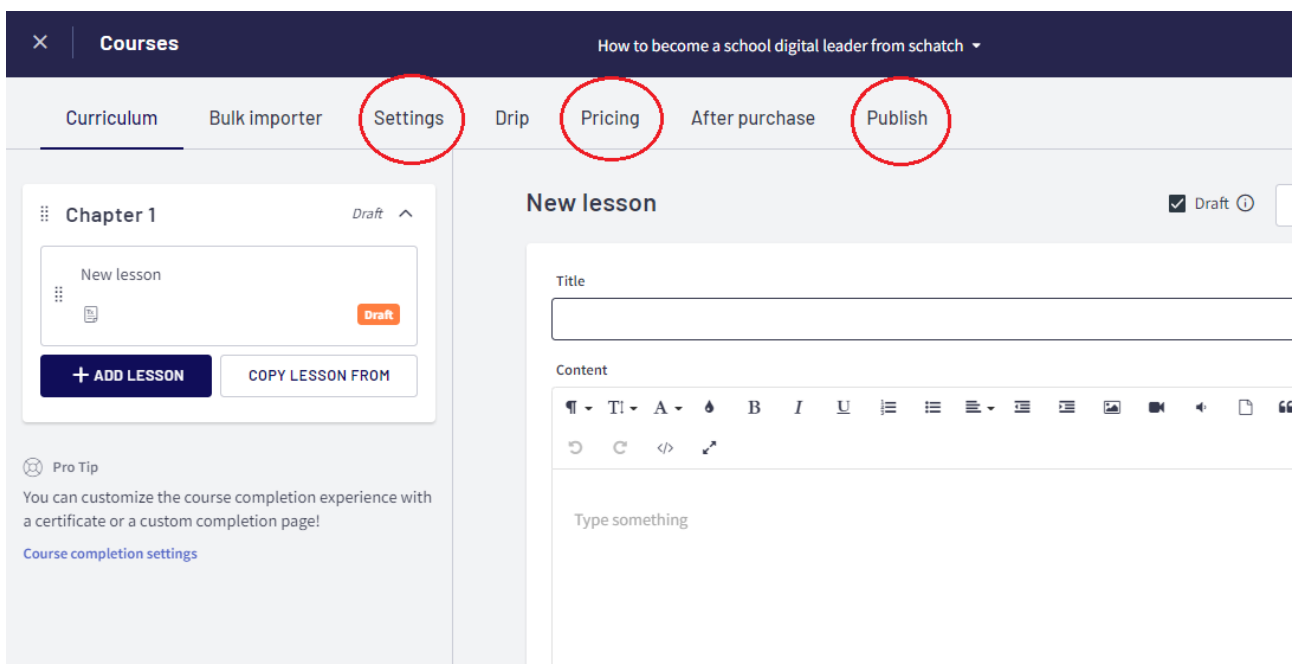 Courses
How to become a school digital leader from schatch
Curriculum Bulk importer Settings Drip Pricing After purchase Publish
Chapter 1 Draft
New lesson
Draft
+ ADD LESSON COPY LESSON FROM
Pro Tip
You can customize the course completion experience with
a certificate or a custom completion page!
Course completion settings
New lesson
Draft
Title
Content
B I U
Type something